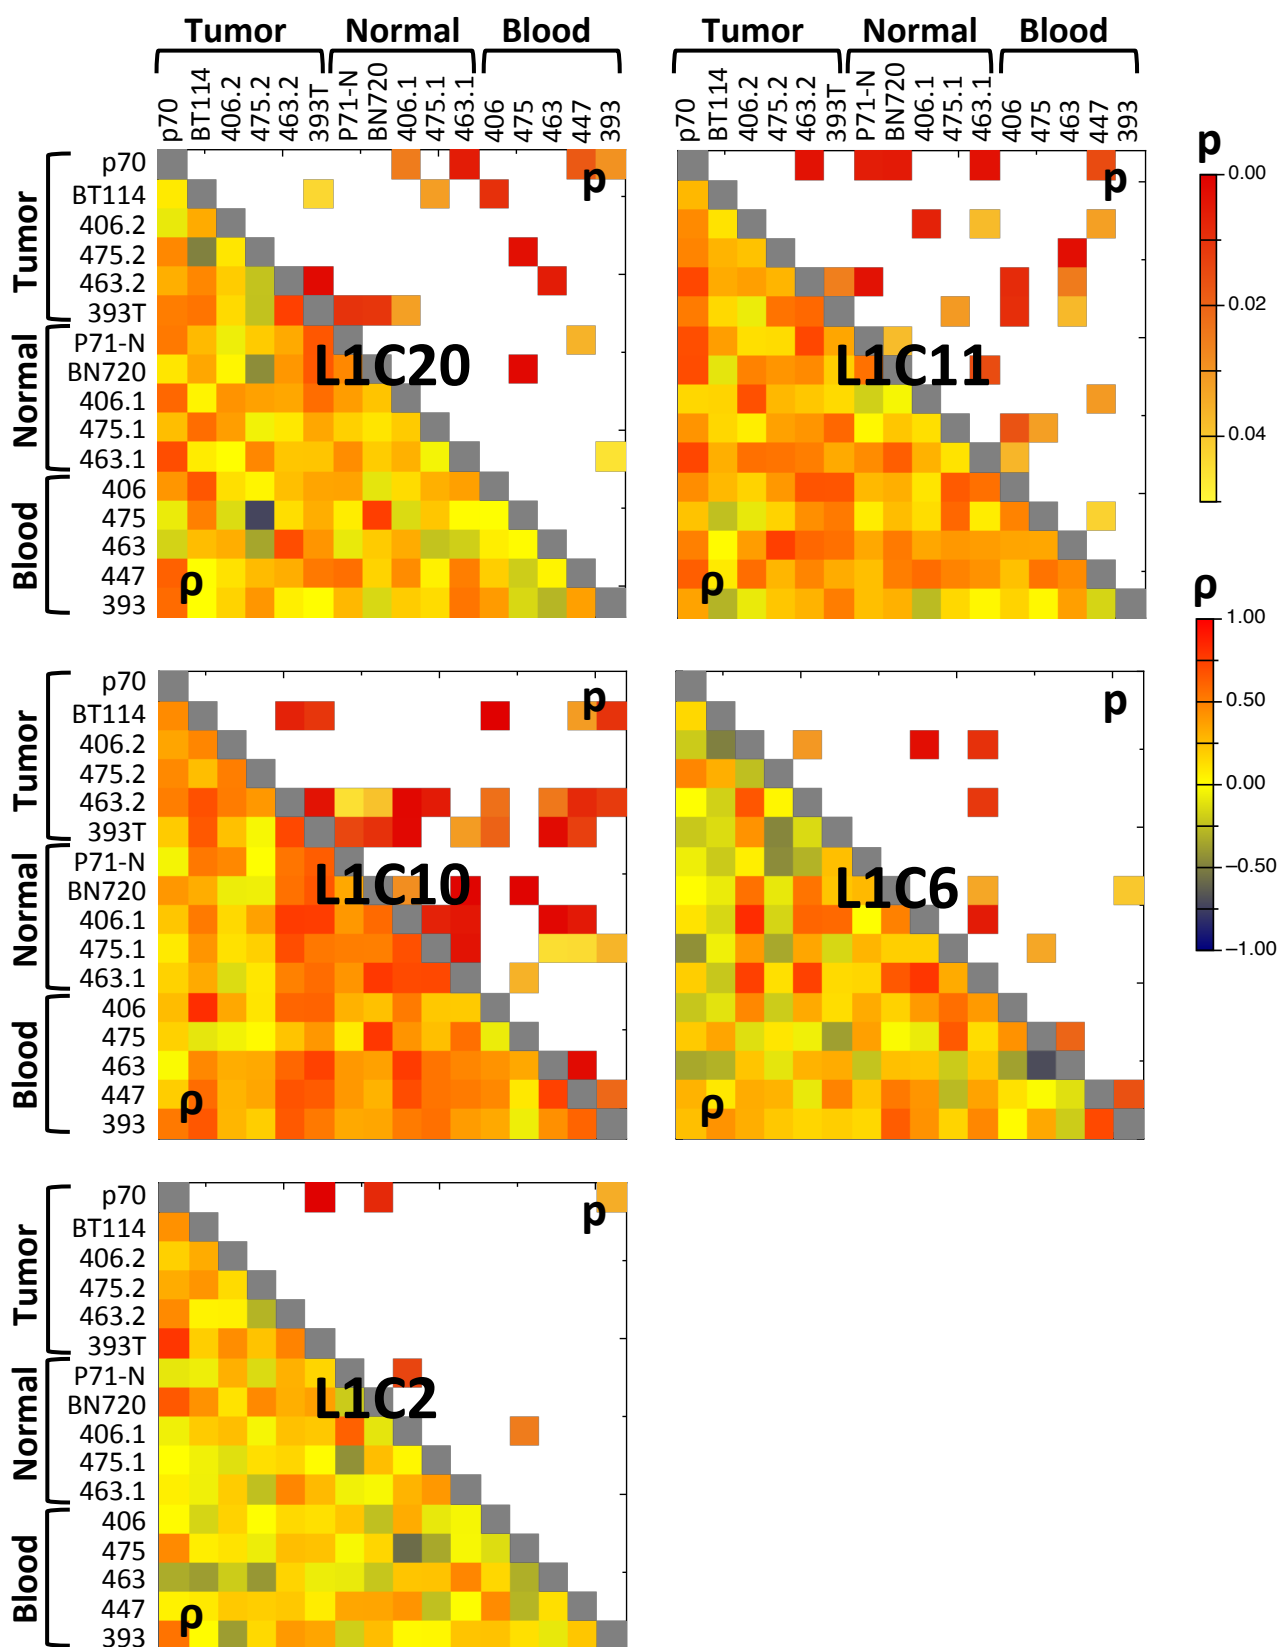 Tumor Normal Blood Tumor Normal Blood
p70 BT114 406.2 475.2 463.2 393T P71-N BN720 406.1 475.1 463.1 406 475 463 447 393
p70 BT114 406.2 475.2 463.2 393T P71-N BN720 406.1 475.1 463.1 406 475 463 447 393
Tumor
Normal
Blood
p70
BT114
406.2
475.2
463.2
393T
P71-N
BN720
406.1
475.1
463.1
406
475
463
447
393
p
L1C20
ρ
p
L1C11
ρ
p
0.00
0.02
0.04
ρ
1.00
0.50
0.00
−0.50
−1.00
Tumor
Normal
Blood
p70
BT114
406.2
475.2
463.2
393T
P71-N
BN720
406.1
475.1
463.1
406
475
463
447
393
p
L1C10
ρ
p
L1C6
ρ
Tumor
Normal
Blood
p70
BT114
406.2
475.2
463.2
393T
P71-N
BN720
406.1
475.1
463.1
406
475
463
447
393
p
L1C2
ρ